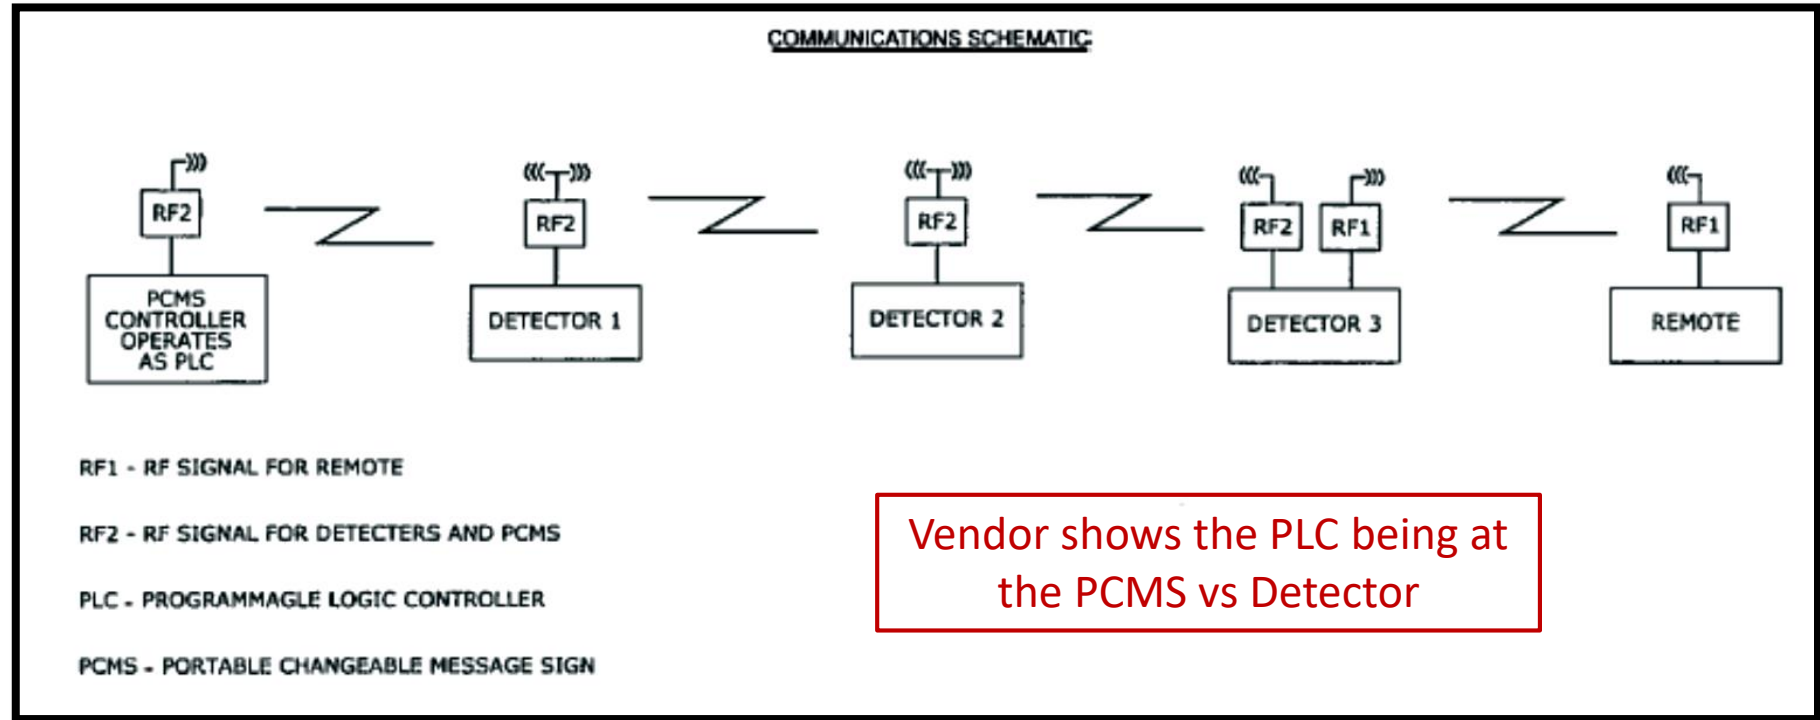 COMMUNICATIONS SCHEMATIC
RF2
RF2
RF2
RF2
RF1
RF1
PCMS
CONTROLLER
OPERATES
AS PLC
DETECTOR 1
DETECTOR 2
DETECTOR 3
REMOTE
RF1 - RF SIGNAL FOR REMOTE
RF2 - RF SIGNAL FOR DETECTERS AND PCMS
PLC - PROGRAMMAGLE LOGIC CONTROLLER
PCMS - PORTABLE CHANGEABLE MESSAGE SIGN
Vendor shows the PLC being at
the PCMS vs Detector